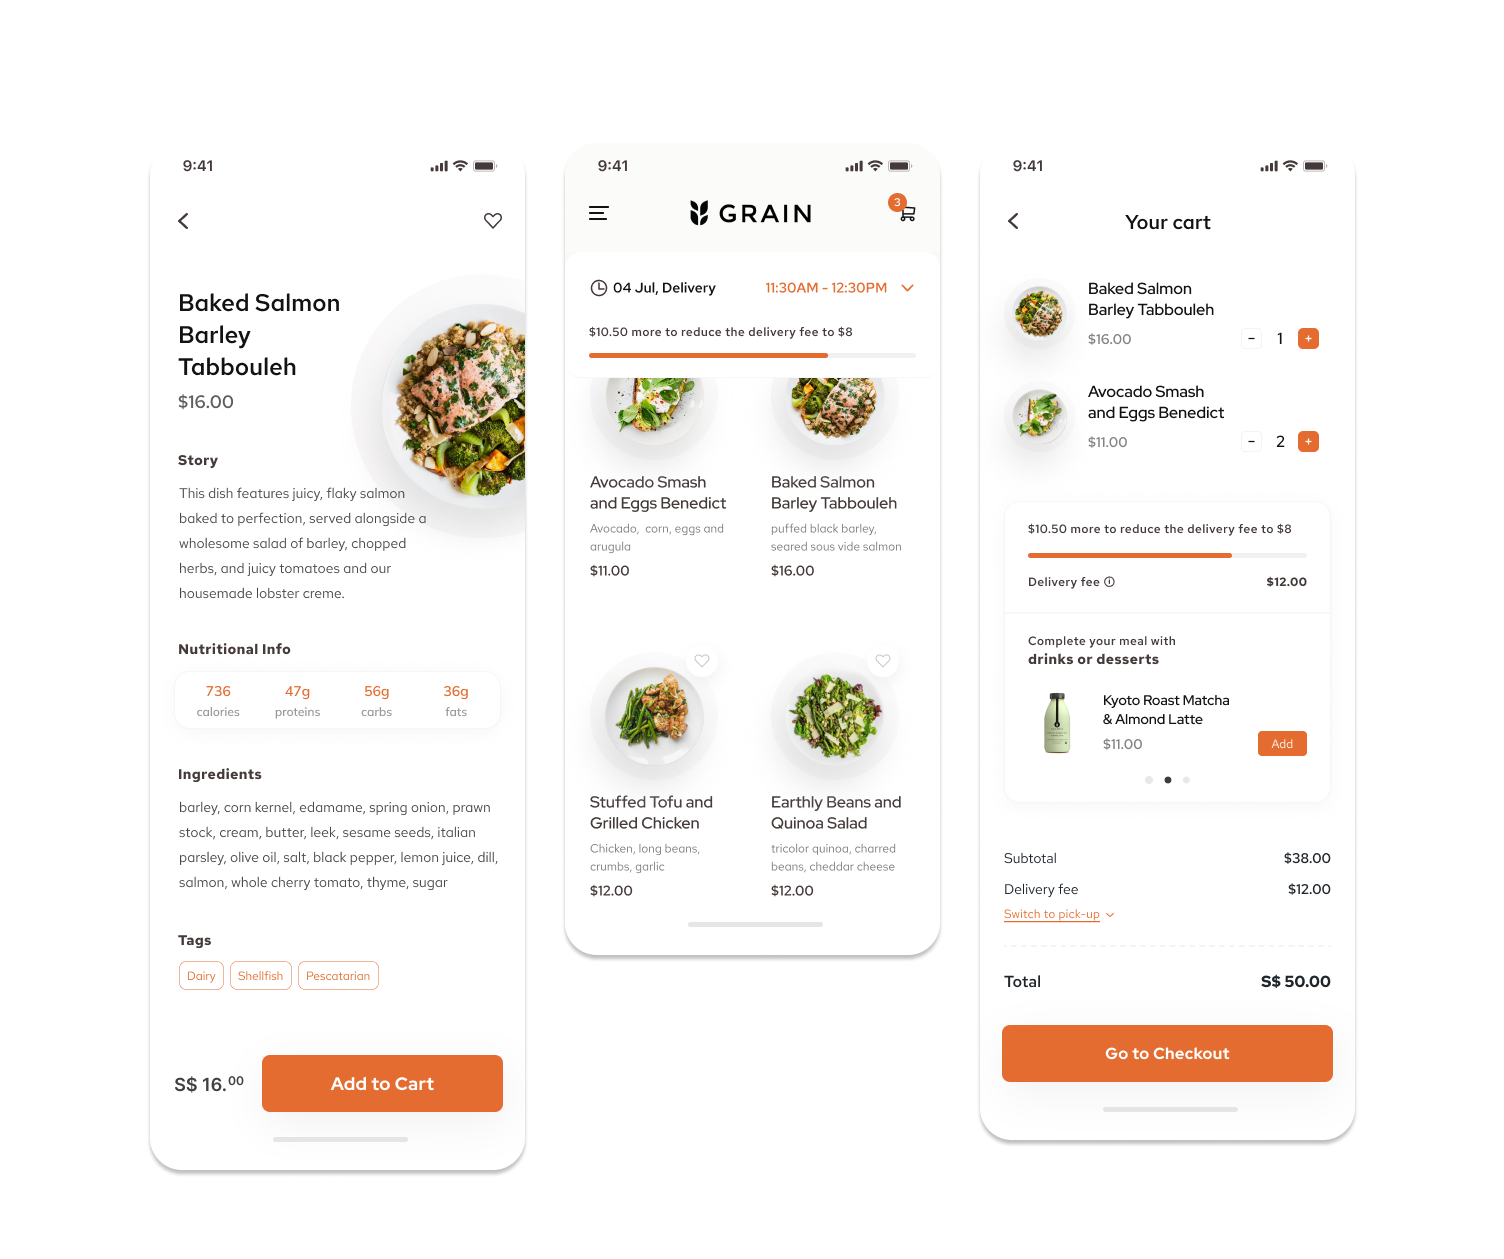 9:41
Baked Salmon
Barley
Tabbouleh
$16.00
Story
This dish features juicy, flaky salmon
baked to perfection, served alongside a
wholesome salad of barley, chopped
herbs, and juicy tomatoes and our
housemade lobster creme.
Nutritional Info
736 47g 56g 36g
calories proteins carbs fats
Ingredients
barley, corn kernel, edamame, spring onion, prawn
stock, cream, butter, leek, sesame seeds, italian
parsley, olive oil, salt, black pepper, lemon juice, dill,
salmon, whole cherry tomato, thyme, sugar
Tags
Dairy Shellfish Pescatarian
S$ 16.00 Add to Cart
9:41
GRAIN 3
04 Jul, Delivery 11:30AM - 12:30PM
$10.50 more to reduce the delivery fee to $8
Avocado Smash
and Eggs Benedict
Avocado, corn, eggs and
arugula
$11.00
Baked Salmon
Barley Tabbouleh
puffed black barley,
seared sous vide salmon
$16.00
Stuffed Tofu and
Grilled Chicken
Chicken, long beans,
crumbs, garlic
$12.00
Earthly Beans and
Quinoa Salad
tricolor quinoa, charred
beans, cheddar cheese
$12.00
9:41
Your cart
Baked Salmon
Barley Tabbouleh
$16.00 - 1 +
Avocado Smash
and Eggs Benedict
$11.00 - 2 +
$10.50 more to reduce the delivery fee to $8
Delivery fee $12.00
Complete your meal with
drinks or desserts
Kyoto Roast Matcha
& Almond Latte
$11.00 Add
Subtotal $38.00
Delivery fee $12.00
Switch to pick-up
Total S$ 50.00
Go to Checkout